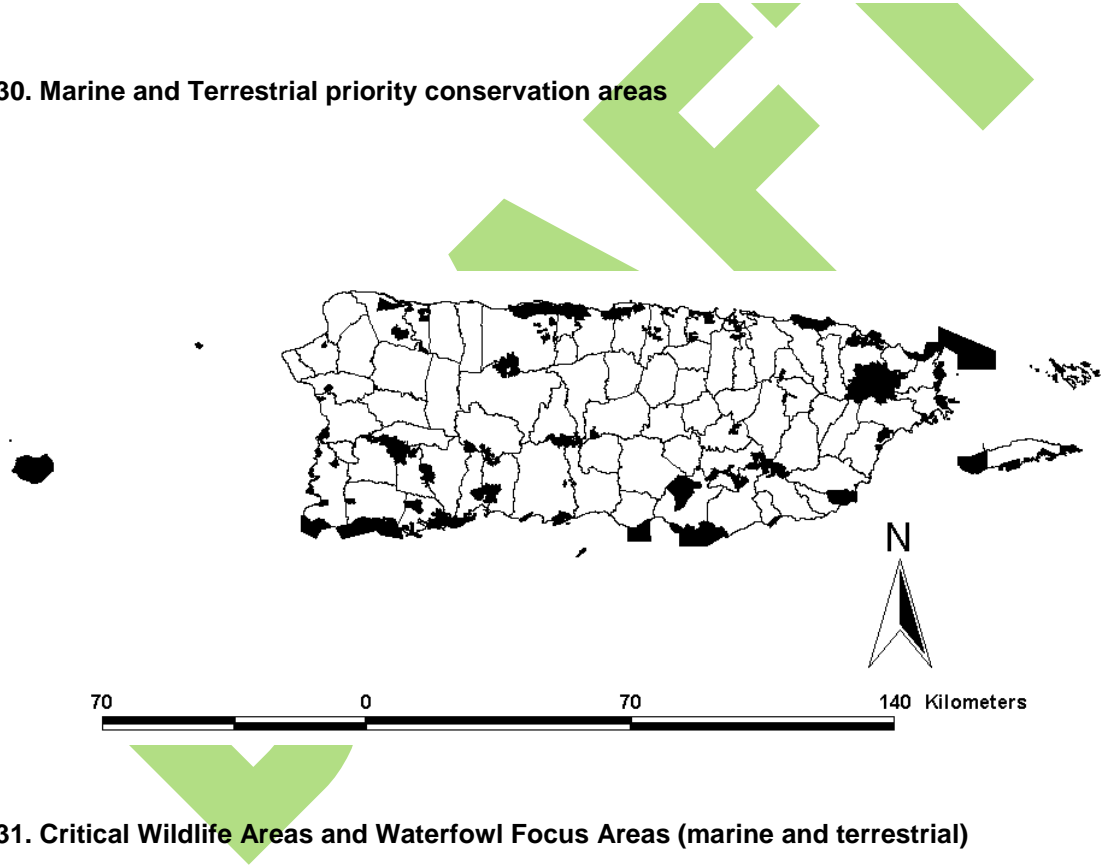 30. Marine and Terrestrial priority conservation areas
N
70 0 70 140 Kilometers
31. Critical Wildlife Areas and Waterfowl Focus Areas (marine and terrestrial)